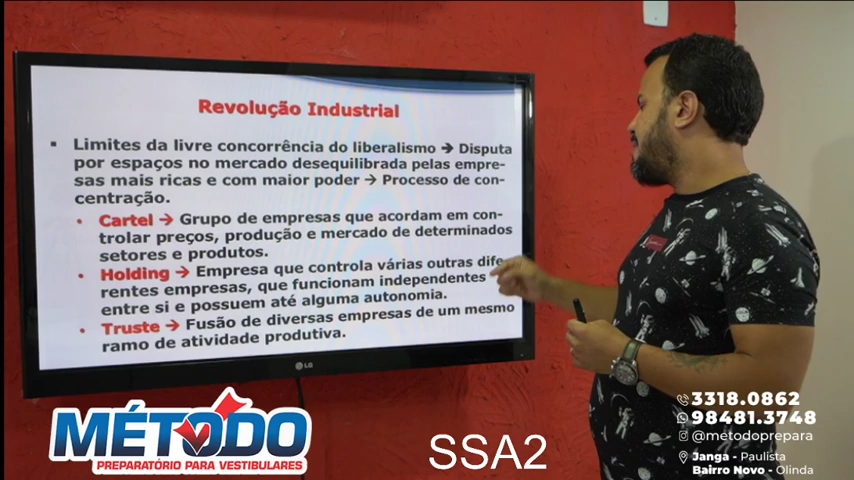 Revolução Industrial
▪ Limites da livre concorrência do liberalismo → Disputa
por espaços no mercado desequilibrada pelas empre-
sas mais ricas e com maior poder → Processo de con-
centração.
• Cartel → Grupo de empresas que acordam em con-
trolar preços, produção e mercado de determinados
setores e produtos.
• Holding → Empresa que controla várias outras dife-
rentes empresas, que funcionam independentes
entre si e possuem até alguma autonomia.
• Truste → Fusão de diversas empresas de um mesmo
ramo de atividade produtiva.
LG
MÉTODO
PREPARATÓRIO PARA VESTIBULARES
SSA2
3318.0862
98481.3748
@metodoprepara
Janga - Paulista
Bairro Novo - Olinda